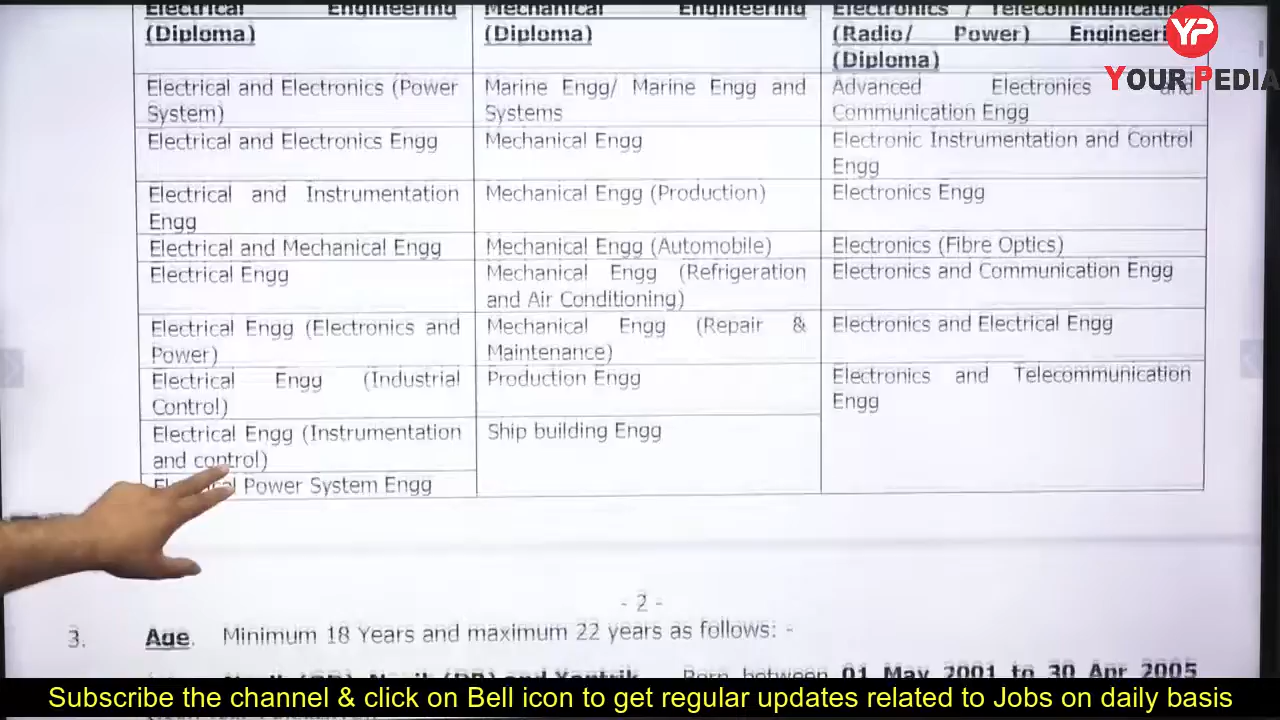 Electrical Engineering
(Diploma)
Mechanical Engineering
(Diploma)
Electronics / Telecommunication
(Radio/ Power) Engineering
(Diploma)
YP
YOUR PEDIA
Electrical and Electronics (Power
System)
Marine Engg/ Marine Engg and
Systems
Advanced Electronics and
Communication Engg
Electrical and Electronics Engg
Mechanical Engg
Electronic Instrumentation and Control
Engg
Electrical and Instrumentation
Engg
Mechanical Engg (Production)
Electronics Engg
Electrical and Mechanical Engg
Mechanical Engg (Automobile)
Electronics (Fibre Optics)
Electrical Engg
Mechanical Engg (Refrigeration
and Air Conditioning)
Electronics and Communication Engg
Electrical Engg (Electronics and
Power)
Mechanical Engg (Repair &
Maintenance)
Electronics and Electrical Engg
Electrical Engg (Industrial
Control)
Production Engg
Electronics and Telecommunication
Engg
Electrical Engg (Instrumentation
and control)
Ship building Engg
Electrical Power System Engg
- 2 -
3. Age. Minimum 18 Years and maximum 22 years as follows: -
Born between 01 May 2001 to 30 Apr 2005
Subscribe the channel & click on Bell icon to get regular updates related to Jobs on daily basis